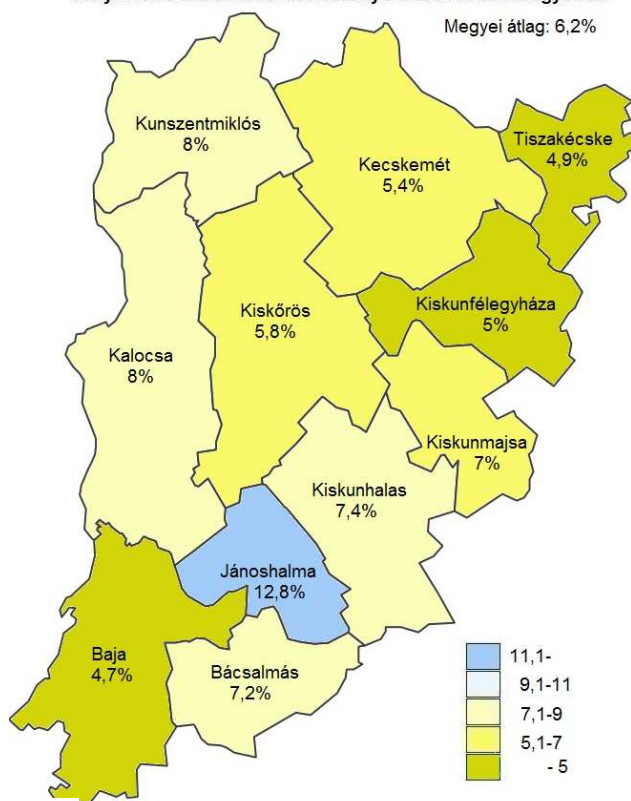 Megyei átlag: 6,2%
Kunszentmiklós
8%
Kecskemét
5,4%
Tiszakécske
4,9%
Kiskőrös
5,8%
Kiskunfélegyháza
5%
Kalocsa
8%
Kiskunmajsa
7%
Kiskunhalas
7,4%
Jánoshalma
12,8%
Baja
4,7%
Bácsalmás
7,2%
11,1-
9,1-11
7,1-9
5,1-7
- 5